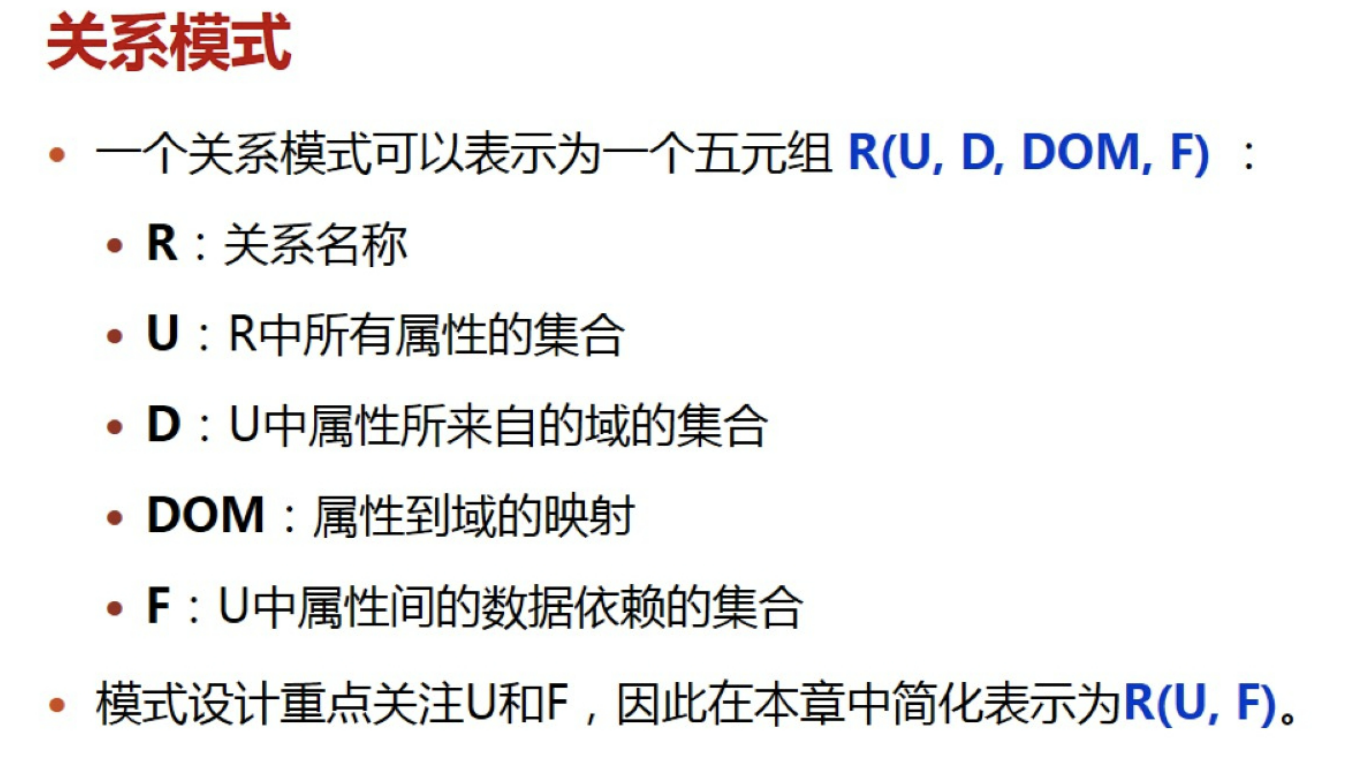 关系模式
• 一个关系模式可以表示为一个五元组 R(U, D, DOM, F) ：
• R：关系名称
• U：R中所有属性的集合
• D：U中属性所来自的域的集合
• DOM：属性到域的映射
• F：U中属性间的数据依赖的集合
• 模式设计重点关注U和F，因此在本章中简化表示为R(U, F)。